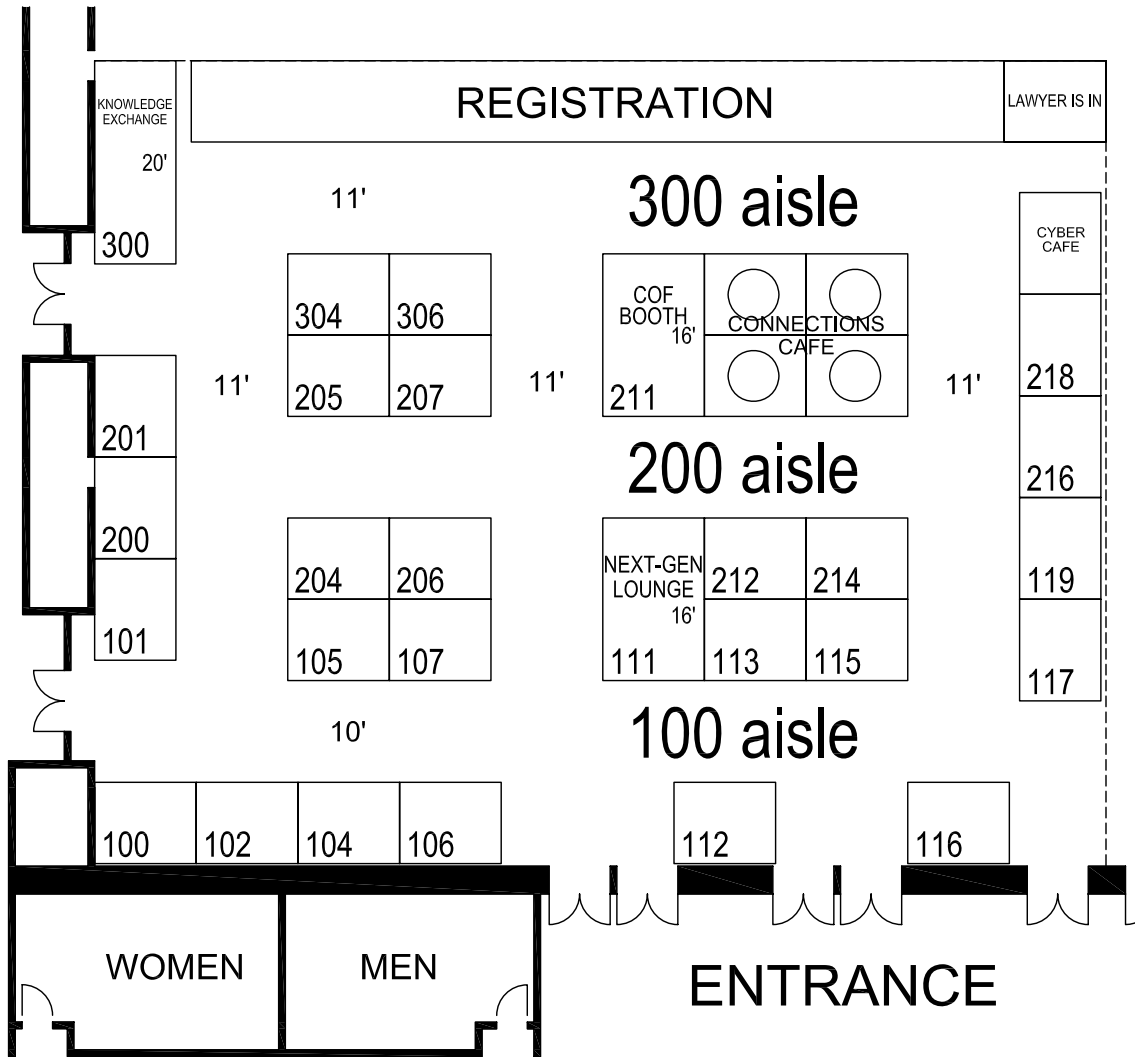 REGISTRATION
LAWYER IS IN
KNOWLEDGE
EXCHANGE
20'
300
11'
300 aisle
CYBER
CAFE
304
306
COF
BOOTH
16'
211
CONNECTIONS
CAFE
205
207
11'
11'
11'
218
201
200 aisle
216
200
204
206
NEXT-GEN
LOUNGE
16'
111
212
214
119
101
105
107
113
115
117
10'
100 aisle
100
102
104
106
112
116
WOMEN
MEN
ENTRANCE